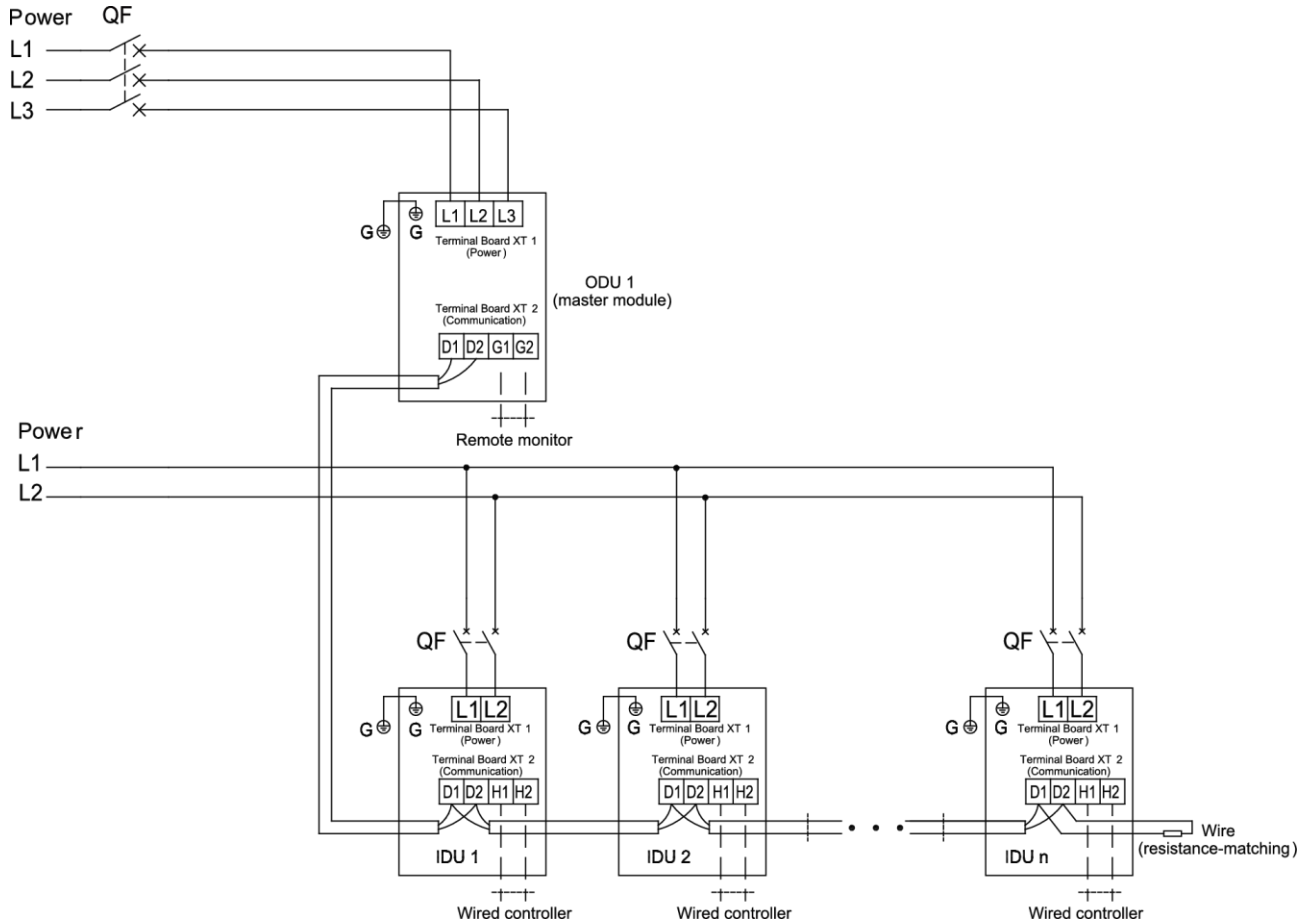 Power QF
L1
L2
L3
G G L1 L2 L3
Terminal Board XT 1
(Power)
ODU 1
(master module)
Terminal Board XT 2
(Communication)
D1 D2 G1 G2
Remote monitor
Power
L1
L2
QF QF QF
G G L1 L2 G G L1 L2 G G L1 L2
Terminal Board XT 1 Terminal Board XT 1 Terminal Board XT 1
(Power) (Power) (Power)
Terminal Board XT 2 Terminal Board XT 2 Terminal Board XT 2
(Communication) (Communication) (Communication)
D1 D2 H1 H2 D1 D2 H1 H2 D1 D2 H1 H2
Wire
(resistance-matching)
IDU 1 IDU 2 IDU n
Wired controller Wired controller Wired controller